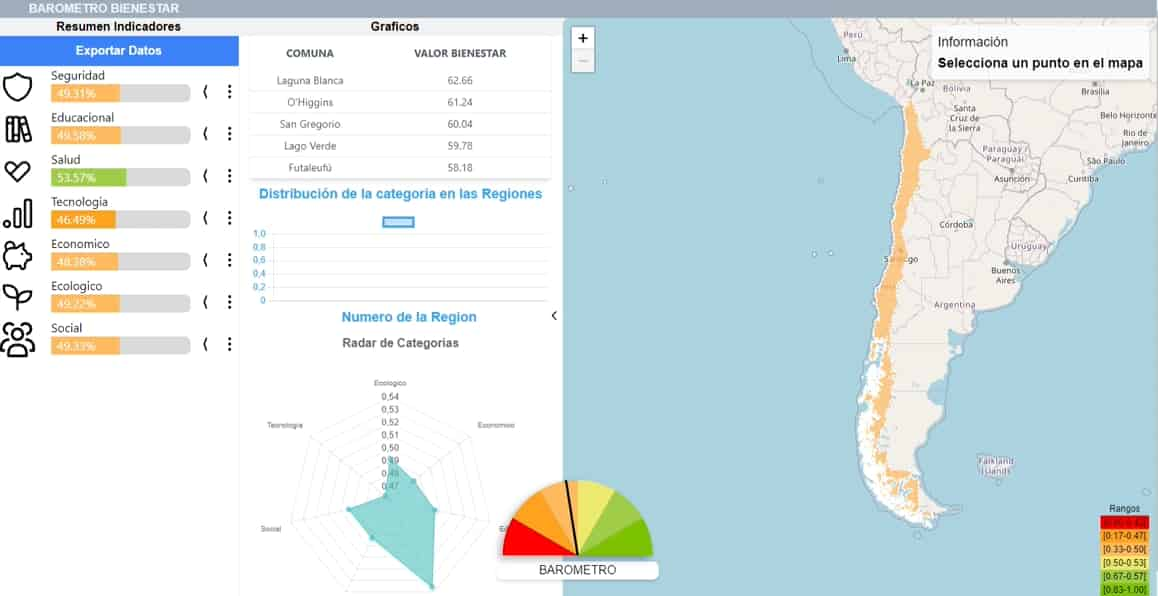 BAROMETRO BIENESTAR
Resumen Indicadores
Exportar Datos
Seguridad
49.31%
Educacional
49.58%
Salud
53.57%
Tecnologia
46.49%
Economico
48.38%
Ecologico
49.22%
Social
49.33%
Graficos
COMUNA VALOR BIENESTAR
Laguna Blanca 62.66
O'Higgins 61.24
San Gregorio 60.04
Lago Verde 59.78
Futaleufú 58.18
Distribución de la categoria en las Regiones
1,0
0,8
0,6
0,4
0,2
0
Numero de la Region
Radar de Categorias
Ecologico
0,54
0,53
0,52
0,51
0,50
0,49
0,48
0,47
Tecnologia
Economico
Social
BAROMETRO
+
−
Información
Selecciona un punto en el mapa
Perú
Lima
La Paz
Bolivia
Brasília
Santa
Cruz de
la Sierra
Belo Horizonte
Rio de
Janeiro
Paraguay /
Paraguái
São Paulo
Asunción
Curitiba
Córdoba
Uruguay
Santiago
Buenos
Aires
Argentina
Falkland
Islands
Rangos
[0.17-0.47]
[0.33-0.50]
[0.50-0.53]
[0.67-0.57]
[0.83-1.00]